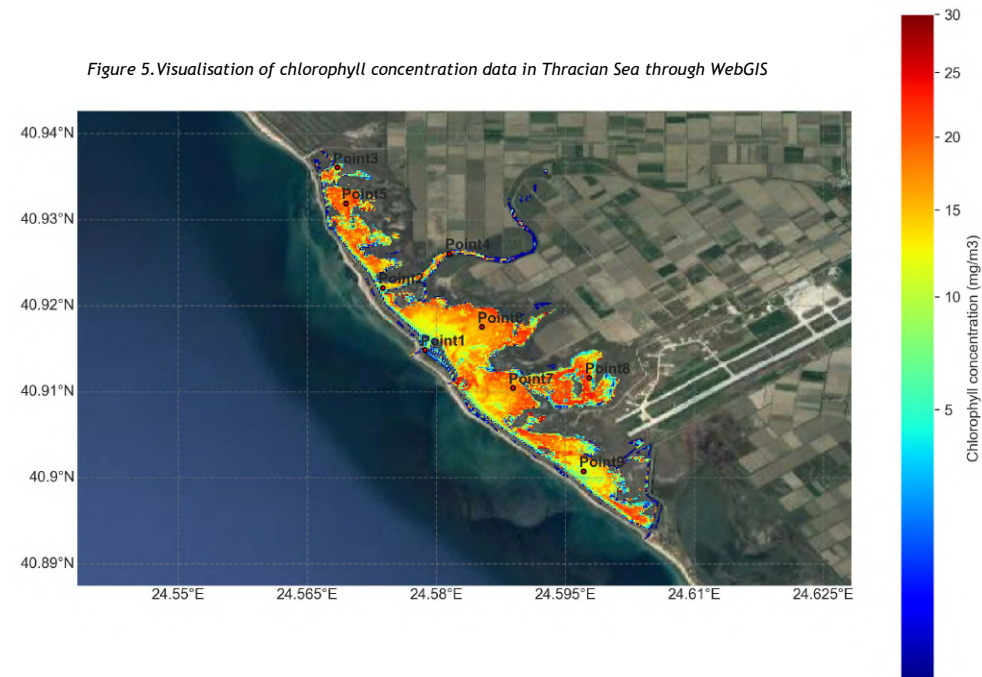 30
Figure 5.Visualisation of chlorophyll concentration data in Thracian Sea through WebGIS
25
40.94°N
20
Point3
Point5
40.93°N
15
Point4
Point2
40.92°N
10
Point6
Point1
40.91°N
Point7
Point8
5
Chlorophyll concentration (mg/m3)
Point9
40.9°N
40.89°N
24.55°E
24.565°E
24.58°E
24.595°E
24.61°E
24.625°E